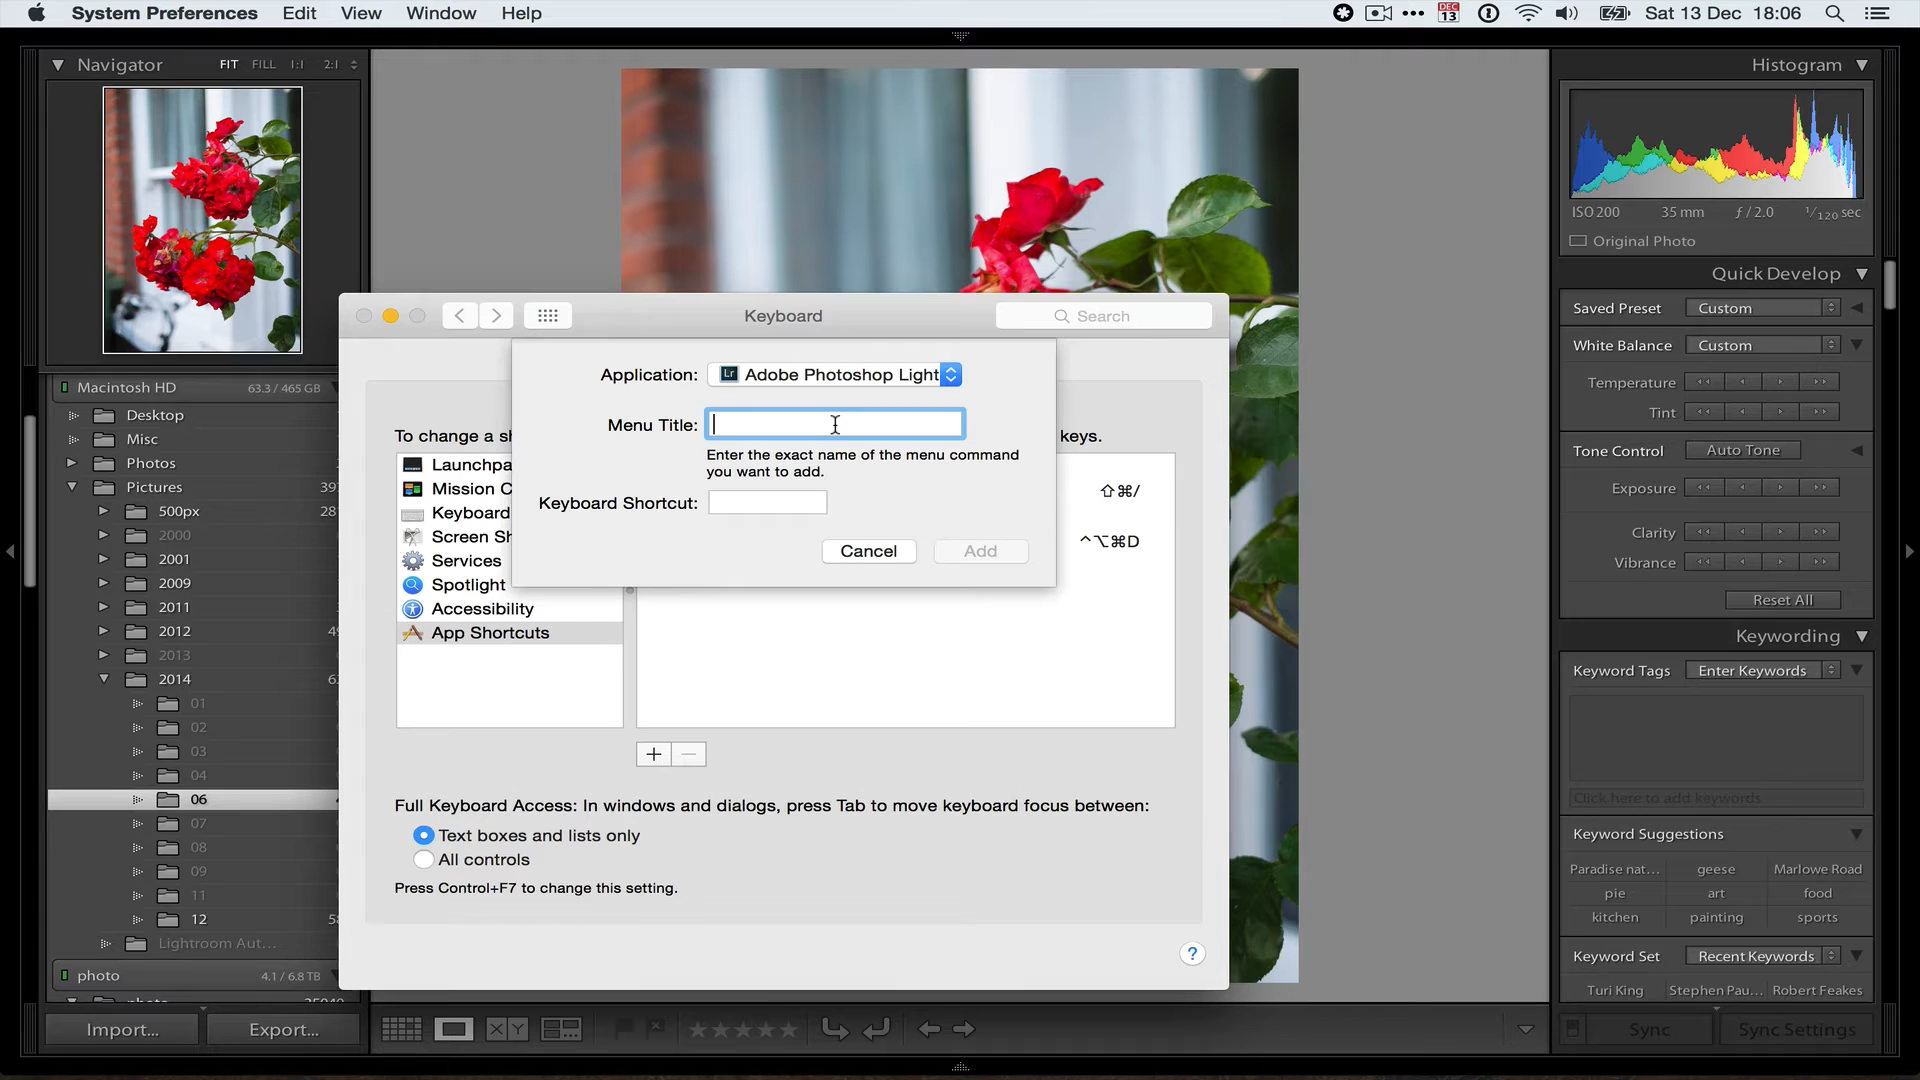 System Preferences Edit View Window Help
DEC 13 Sat 13 Dec 18:06
Navigator FIT FILL 1:1 2:1
Macintosh HD 63.3 / 465 GB
Desktop
Misc
Photos
Pictures
500px
2000
2001
2009
2011
2012
2013
2014
01
02
03
04
06
07
08
09
11
12
Lightroom Aut...
photo 4.1 / 6.8 TB
Import... Export...
Keyboard
Search
Application: Lr Adobe Photoshop Light
Menu Title:
Enter the exact name of the menu command
you want to add.
Keyboard Shortcut:
Cancel Add
To change a sh
keys.
Launchpa
Mission C
Keyboard
Screen Sh
Services
Spotlight
Accessibility
App Shortcuts
⇧⌘/
^⌥⌘D
+ −
Full Keyboard Access: In windows and dialogs, press Tab to move keyboard focus between:
Text boxes and lists only
All controls
Press Control+F7 to change this setting.
?
X Y
Histogram
ISO 200 35 mm ƒ / 2.0 1/120 sec
Original Photo
Quick Develop
Saved Preset Custom
White Balance Custom
Temperature
Tint
Tone Control Auto Tone
Exposure
Clarity
Vibrance
Reset All
Keywording
Keyword Tags Enter Keywords
Click here to add keywords
Keyword Suggestions
Paradise nat... geese Marlowe Road
pie art food
kitchen painting sports
Keyword Set Recent Keywords
Turi King Stephen Pau... Robert Feakes
Sync Sync Settings